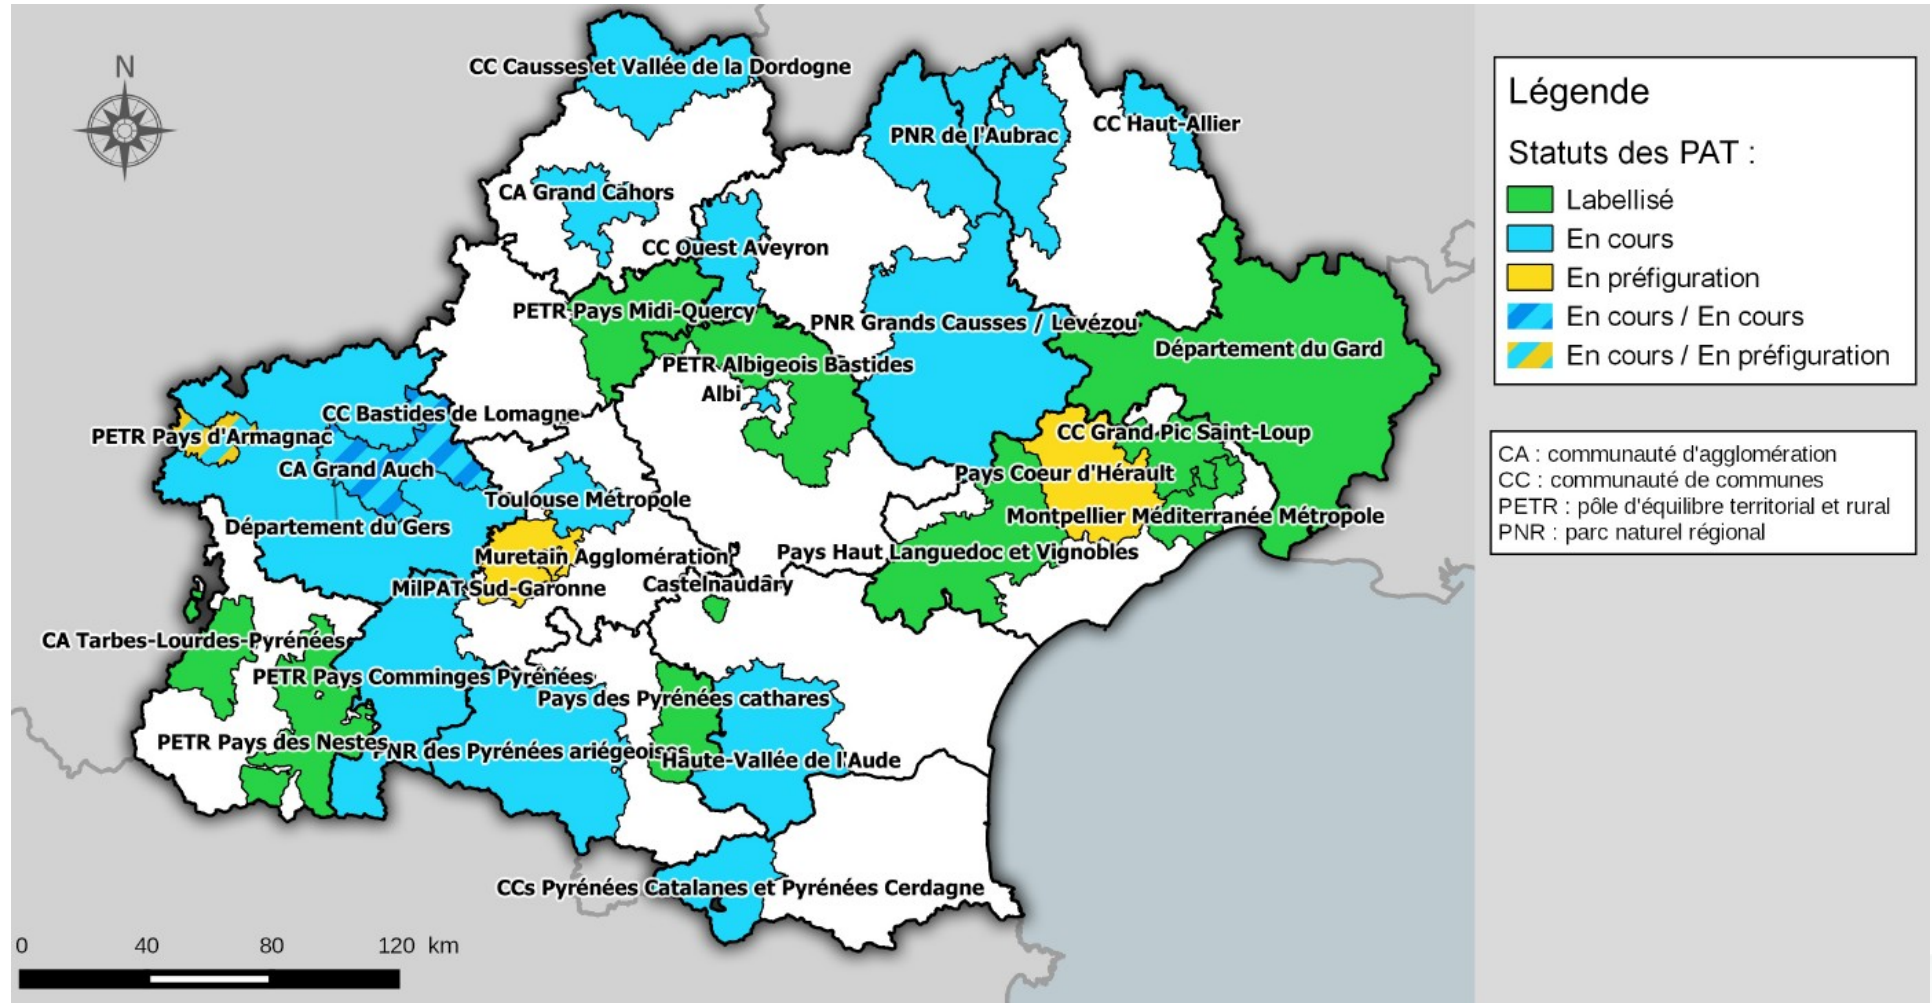 N
CC Causses et Vallée de la Dordogne
PNR de l'Aubrac
CC Haut-Allier
CA Grand Cahors
CC Ouest Aveyron
PETR Pays Midi-Quercy
PNR Grands Causses / Levézou
Département du Gard
PETR Albigeois Bastides
Albi
CC Bastides de Lomagne
PETR Pays d'Armagnac
CC Grand Pic Saint-Loup
CA Grand Auch
Pays Coeur d'Hérault
Toulouse Métropole
Montpellier Méditerranée Métropole
Département du Gers
Muretain Agglomération
Pays Haut Languedoc et Vignobles
MilPAT Sud-Garonne
Castelnaudary
CA Tarbes-Lourdes-Pyrénées
PETR Pays Comminges Pyrénées
Pays des Pyrénées cathares
PETR Pays des Nestes
PNR des Pyrénées ariégeoises
Haute-Vallée de l'Aude
CCs Pyrénées Catalanes et Pyrénées Cerdagne
0 40 80 120 km
Légende
Statuts des PAT :
Labellisé
En cours
En préfiguration
En cours / En cours
En cours / En préfiguration
CA : communauté d'agglomération
CC : communauté de communes
PETR : pôle d'équilibre territorial et rural
PNR : parc naturel régional